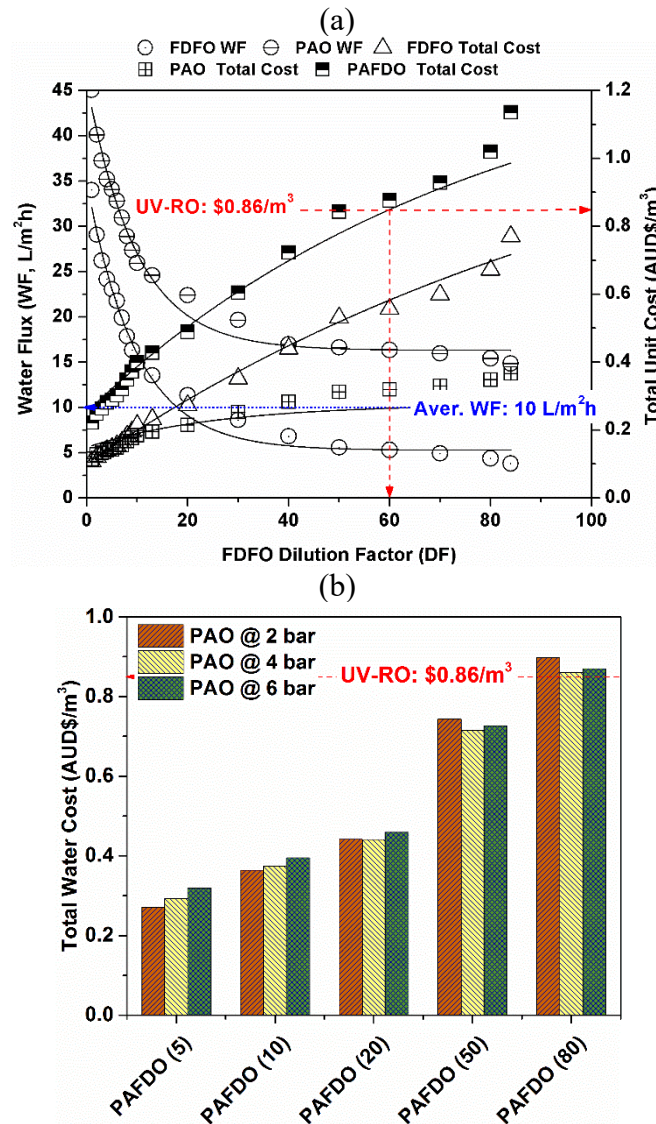 (a)
FDFO WF PAO WF FDFO Total Cost
PAO Total Cost PAFDO Total Cost
45
40
35
30
25
20
15
10
5
0
Water Flux (WF, L/m²h)
UV-RO: $0.86/m³
Aver. WF: 10 L/m²h
1.2
1.0
0.8
0.6
0.4
0.2
0.0
Total Unit Cost (AUD$/m³)
0 20 40 60 80 100
FDFO Dilution Factor (DF)
(b)
1.0
0.8
0.6
0.4
0.2
0.0
Total Water Cost (AUD$/m³)
PAO @ 2 bar
PAO @ 4 bar
PAO @ 6 bar
UV-RO: $0.86/m³
PAFDO (5)
PAFDO (10)
PAFDO (20)
PAFDO (50)
PAFDO (80)